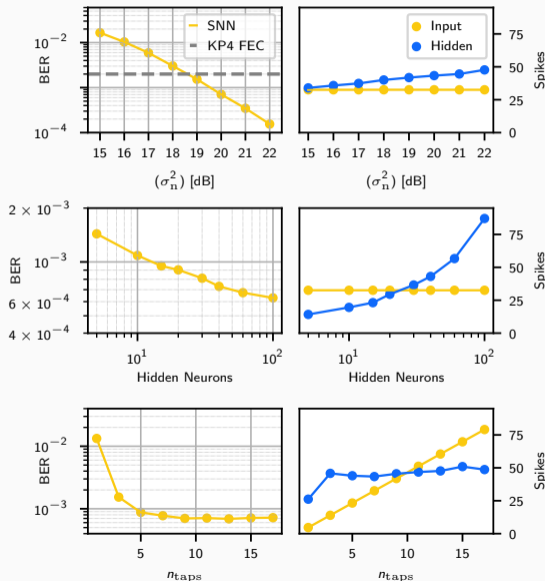 SNN
KP4 FEC
BER
10⁻²
10⁻⁴
15 16 17 18 19 20 21 22
(σ²ₙ) [dB]
Input
Hidden
Spikes
75
50
25
0
15 16 17 18 19 20 21 22
(σ²ₙ) [dB]
BER
2 × 10⁻³
10⁻³
6 × 10⁻⁴
4 × 10⁻⁴
10¹ 10²
Hidden Neurons
Spikes
75
50
25
0
10¹ 10²
Hidden Neurons
BER
10⁻²
10⁻³
5 10 15
n_taps
Spikes
75
50
25
0
5 10 15
n_taps